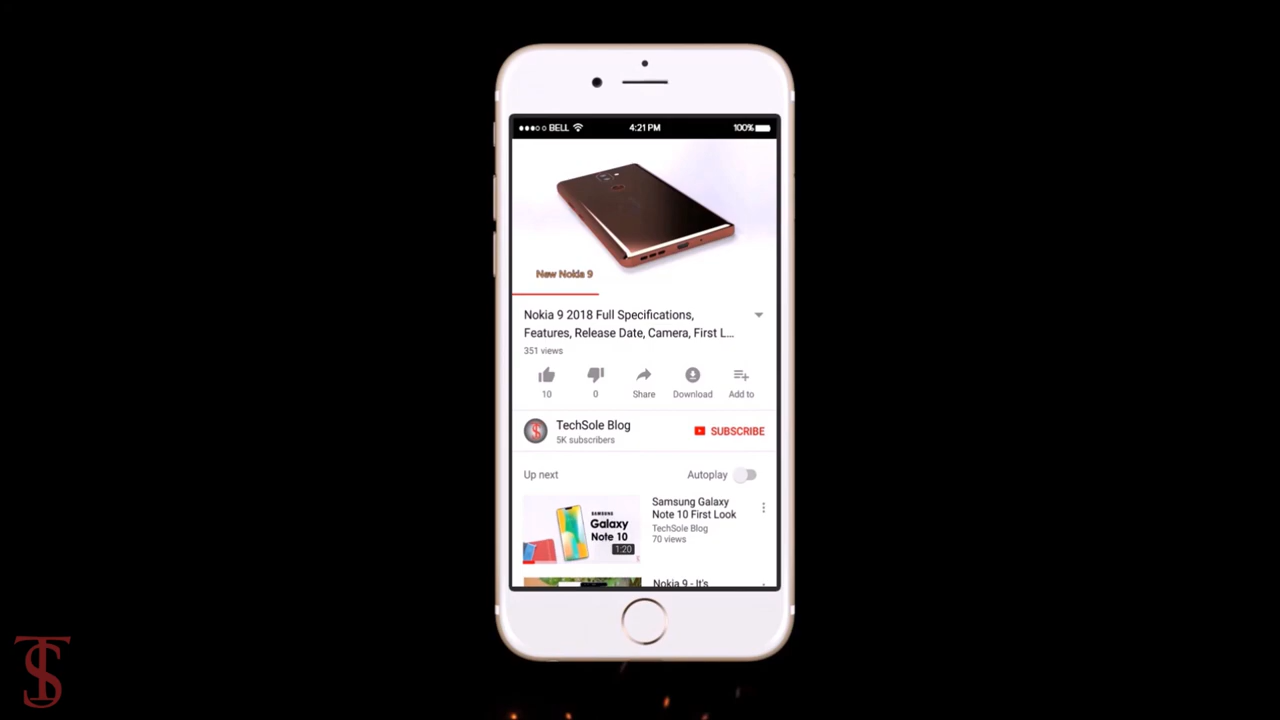 BELL
4:21 PM
100%
New Nokia 9
Nokia 9 2018 Full Specifications,
Features, Release Date, Camera, First L...
351 views
10
0
Share
Download
Add to
TechSole Blog
5K subscribers
SUBSCRIBE
Up next
Autoplay
Samsung Galaxy
Note 10 First Look
TechSole Blog
70 views
SAMSUNG
Galaxy
Note 10
1:20
Nokia 9 - It's
TS